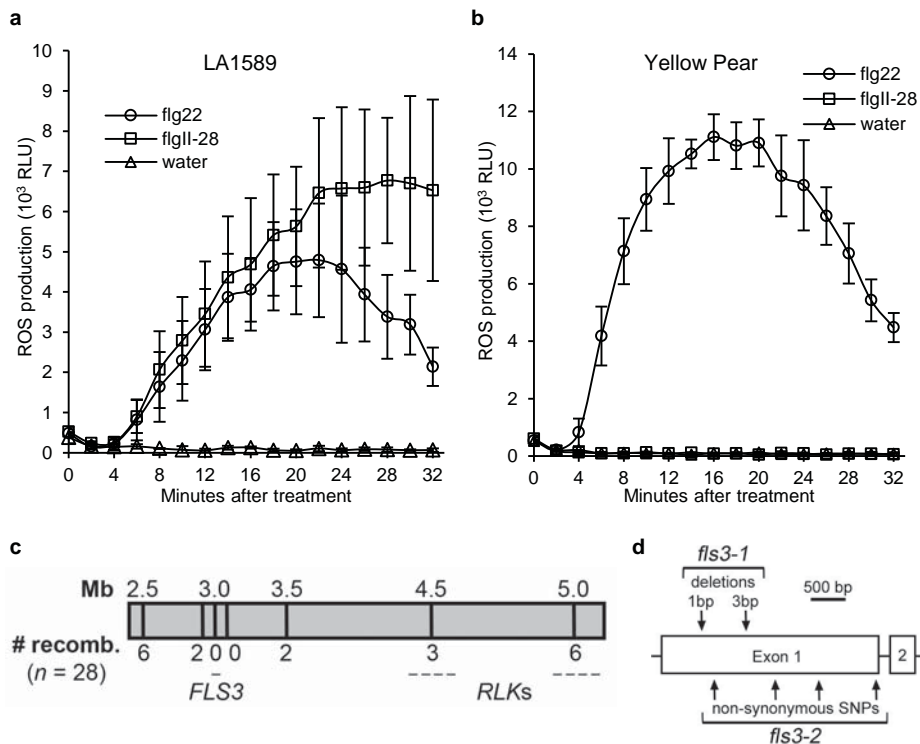 a
LA1589
ROS production (10³ RLU)
10
9
8
7
6
5
4
3
2
1
0
flg22
flgII-28
water
0 4 8 12 16 20 24 28 32
Minutes after treatment
b
Yellow Pear
ROS production (10³ RLU)
14
12
10
8
6
4
2
0
flg22
flgII-28
water
0 4 8 12 16 20 24 28 32
Minutes after treatment
c
Mb 2.5 3.0 3.5 4.5 5.0
# recomb. 6 2 0 0 2 3 6
(n = 28)
FLS3 RLKs
d
fls3-1
deletions
1bp 3bp
500 bp
Exon 1 2
non-synonymous SNPs
fls3-2